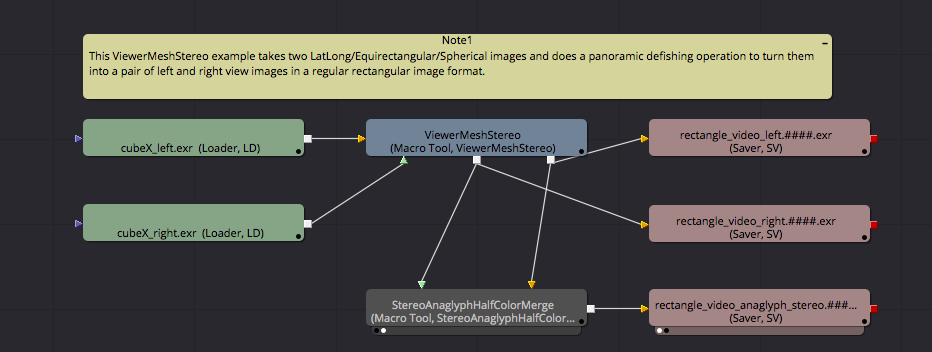 Note1
This ViewerMeshStereo example takes two LatLong/Equirectangular/Spherical images and does a panoramic defishing operation to turn them
into a pair of left and right view images in a regular rectangular image format.
cubeX_left.exr (Loader, LD)
ViewerMeshStereo
(Macro Tool, ViewerMeshStereo)
rectangle_video_left.####.exr
(Saver, SV)
cubeX_right.exr (Loader, LD)
rectangle_video_right.####.exr
(Saver, SV)
StereoAnaglyphHalfColorMerge
(Macro Tool, StereoAnaglyphHalfColor...
rectangle_video_anaglyph_stereo.###...
(Saver, SV)